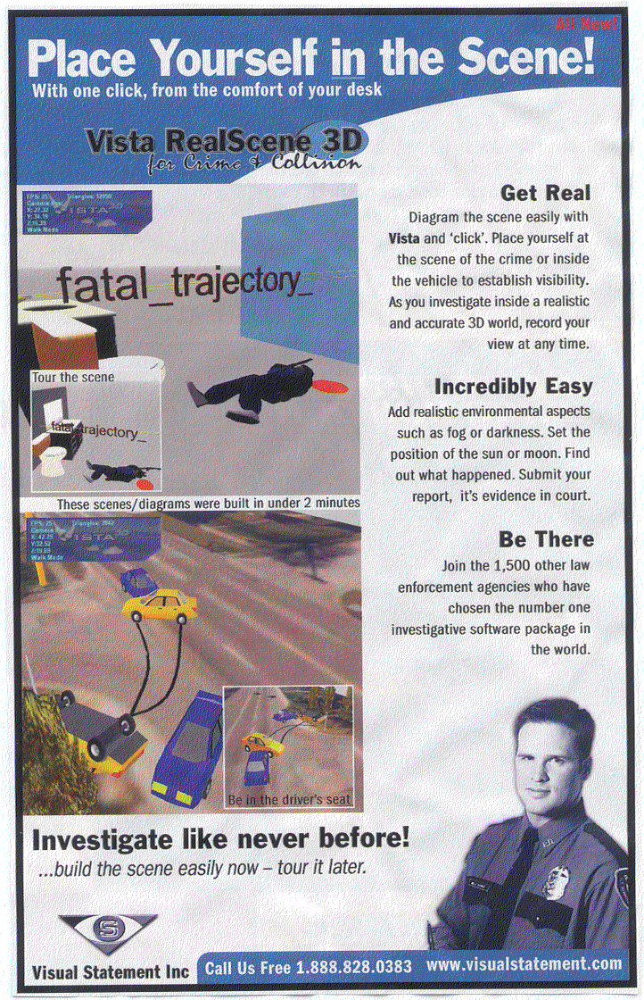 All New!
Place Yourself in the Scene!
With one click, from the comfort of your desk
Vista RealScene 3D
for Crime & Collision
Get Real
Diagram the scene easily with
Vista and ‘click’. Place yourself at
the scene of the crime or inside
the vehicle to establish visibility.
As you investigate inside a realistic
and accurate 3D world, record your
view at any time.
Incredibly Easy
Add realistic environmental aspects
such as fog or darkness. Set the
position of the sun or moon. Find
out what happened. Submit your
report, it’s evidence in court.
Be There
Join the 1,500 other law
enforcement agencies who have
chosen the number one
investigative software package in
the world.
Walk Mode
fatal_trajectory_
Tour the scene
fatal_trajectory_
These scenes/diagrams were built in under 2 minutes
Walk Mode
Be in the driver's seat
Investigate like never before!
...build the scene easily now – tour it later.
S
Visual Statement Inc
Call Us Free 1.888.828.0383 www.visualstatement.com